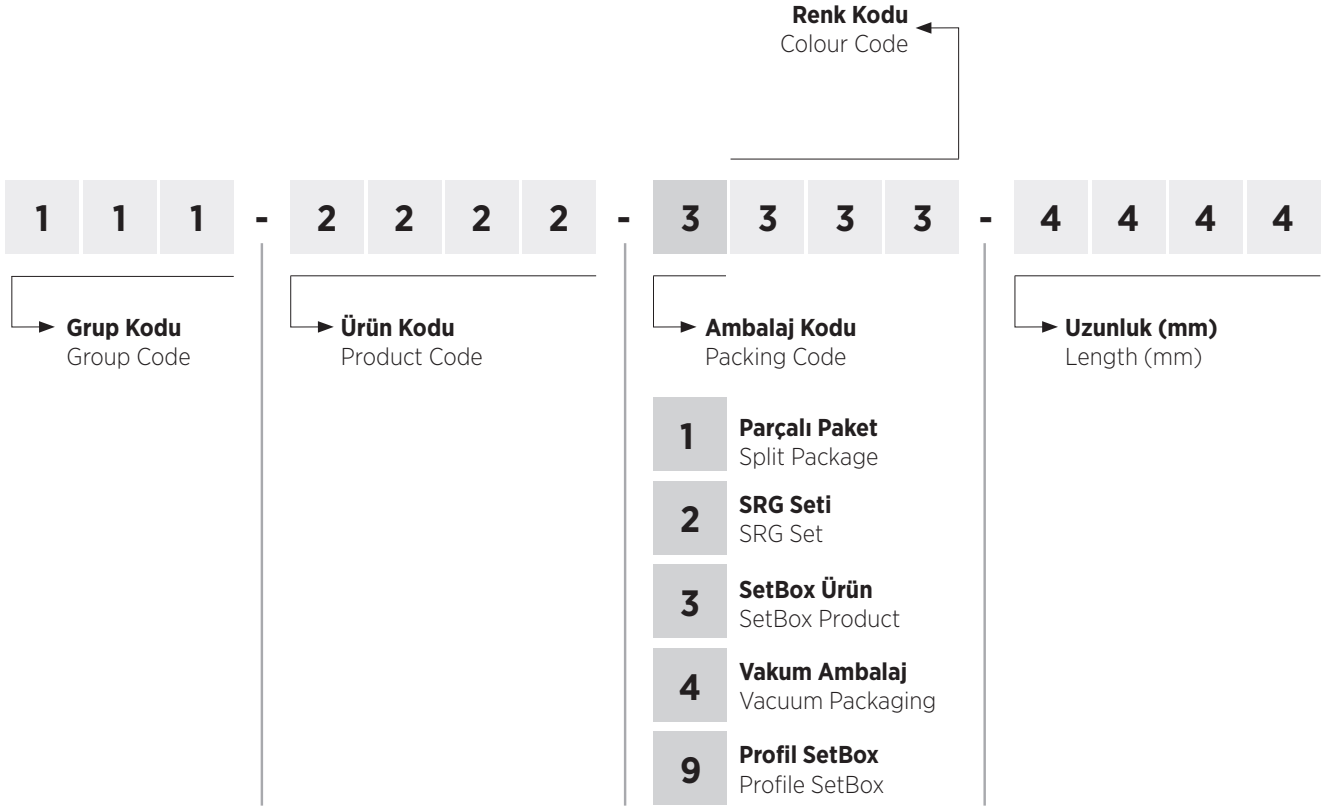 Renk Kodu
Colour Code
1 1 1 - 2 2 2 2 - 3 3 3 3 - 4 4 4 4
Grup Kodu
Group Code
Ürün Kodu
Product Code
Ambalaj Kodu
Packing Code
Uzunluk (mm)
Length (mm)
1
Parçalı Paket
Split Package
2
SRG Seti
SRG Set
3
SetBox Ürün
SetBox Product
4
Vakum Ambalaj
Vacuum Packaging
9
Profil SetBox
Profile SetBox